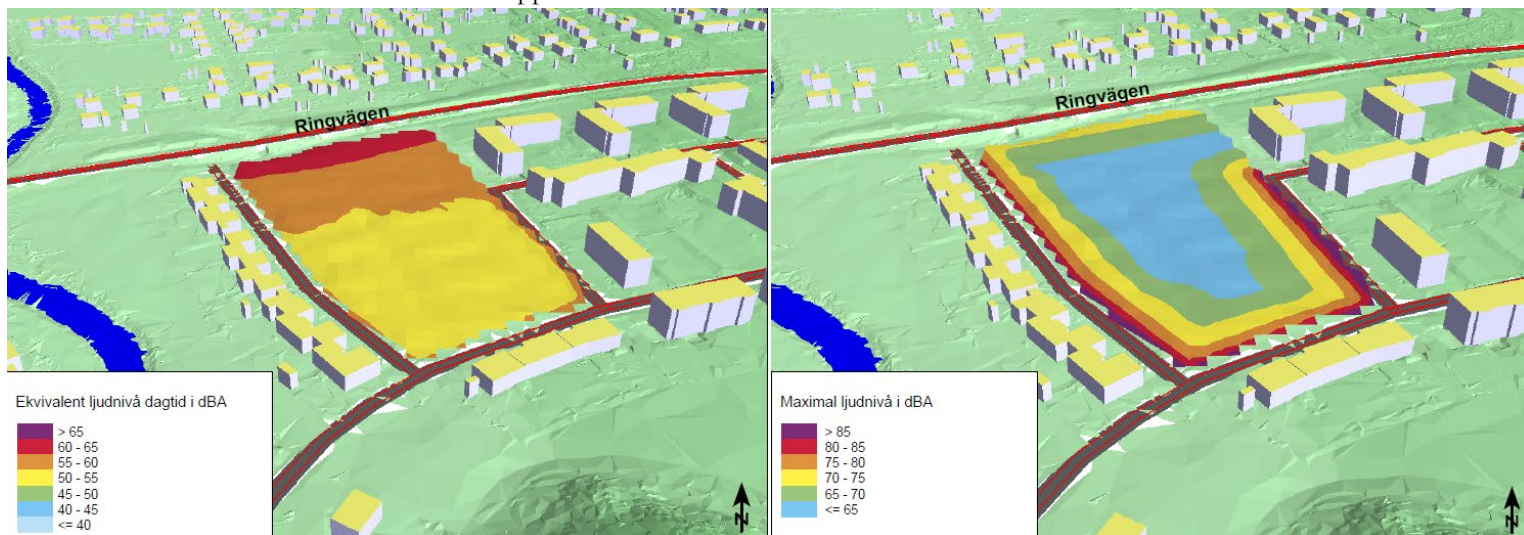 Ringvägen
Ekvivalent ljudnivå dagtid i dBA
> 65
60 - 65
55 - 60
50 - 55
45 - 50
40 - 45
<= 40
N
Ringvägen
Maximal ljudnivå i dBA
> 85
80 - 85
75 - 80
70 - 75
65 - 70
<= 65
N